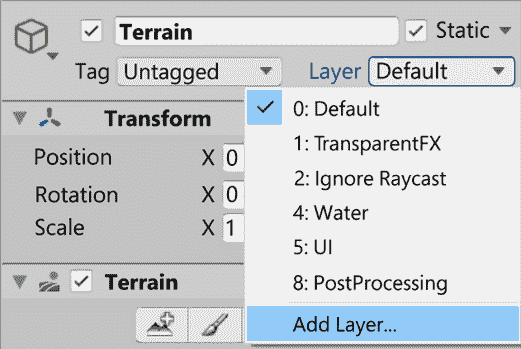 Terrain Static
Tag Untagged Layer Default
0: Default
1: TransparentFX
2: Ignore Raycast
4: Water
5: UI
8: PostProcessing
Add Layer...
Transform
Position X 0
Rotation X 0
Scale X 1
Terrain